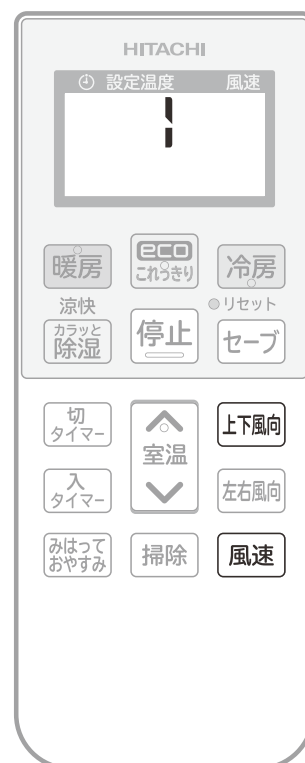 HITACHI
設定温度 風速
1
暖房 eco これっきり 冷房
涼快 リセット
カラッと 除湿 停止 セーブ
切タイマー 室温 上下風向
入タイマー 左右風向
みはっておやすみ 掃除 風速